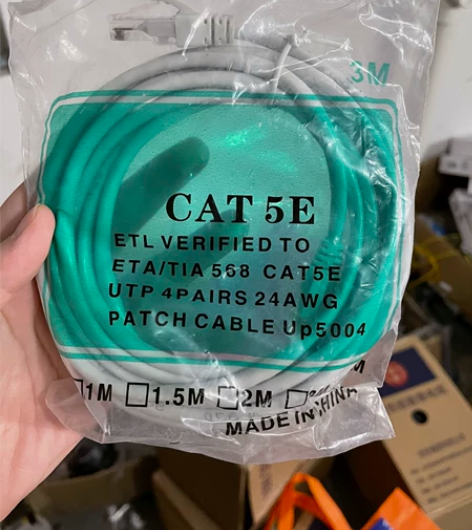 3M
CAT 5E
ETL VERIFIED TO
ETA/TIA 568 CAT5E
UTP 4PAIRS 24AWG
PATCH CABLE Up5004
1M 1.5M 2M
MADE IN CHINA